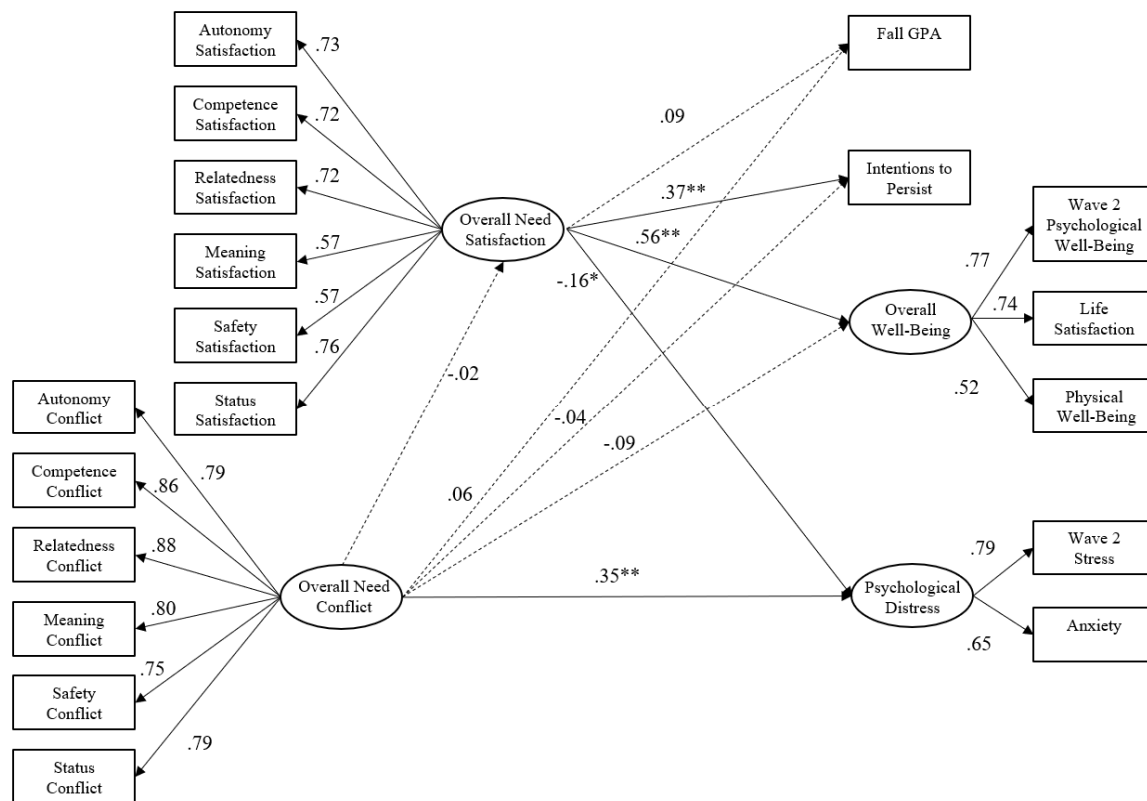 Autonomy
Satisfaction
.73
Competence
Satisfaction
.72
Relatedness
Satisfaction
.72
Meaning
Satisfaction
.57
Safety
Satisfaction
.57
Status
Satisfaction
.76
Overall Need
Satisfaction
Fall GPA
.09
Intentions to
Persist
.37**
.56**
-.16*
Overall
Well-Being
Wave 2
Psychological
Well-Being
.77
Life
Satisfaction
.74
Physical
Well-Being
.52
-.02
-.04
-.09
.06
Autonomy
Conflict
.79
Competence
Conflict
.86
Relatedness
Conflict
.88
Meaning
Conflict
.80
Safety
Conflict
.75
Status
Conflict
.79
Overall Need
Conflict
.35**
Psychological
Distress
Wave 2
Stress
.79
Anxiety
.65